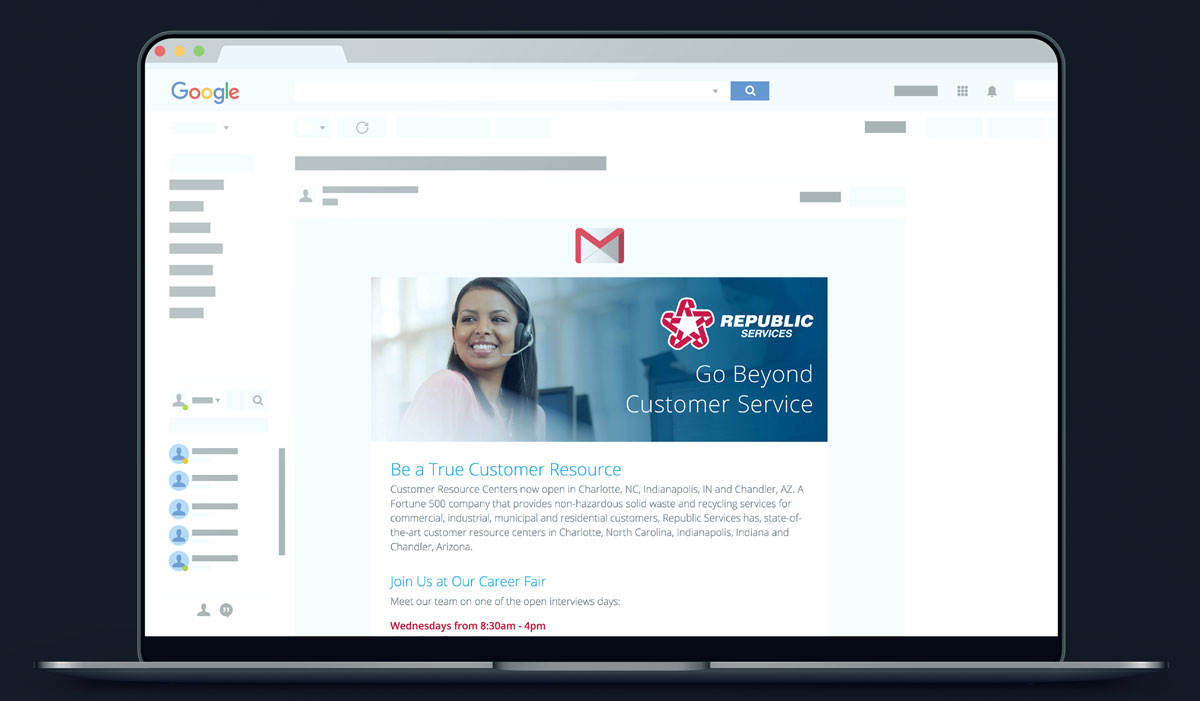 Google
REPUBLIC
SERVICES
Go Beyond
Customer Service
Be a True Customer Resource
Customer Resource Centers now open in Charlotte, NC, Indianapolis, IN and Chandler, AZ. A
Fortune 500 company that provides non-hazardous solid waste and recycling services for
commercial, industrial, municipal and residential customers, Republic Services has, state-of-
the-art customer resource centers in Charlotte, North Carolina, Indianapolis, Indiana and
Chandler, Arizona.
Join Us at Our Career Fair
Meet our team on one of the open interviews days:
Wednesdays from 8:30am - 4pm